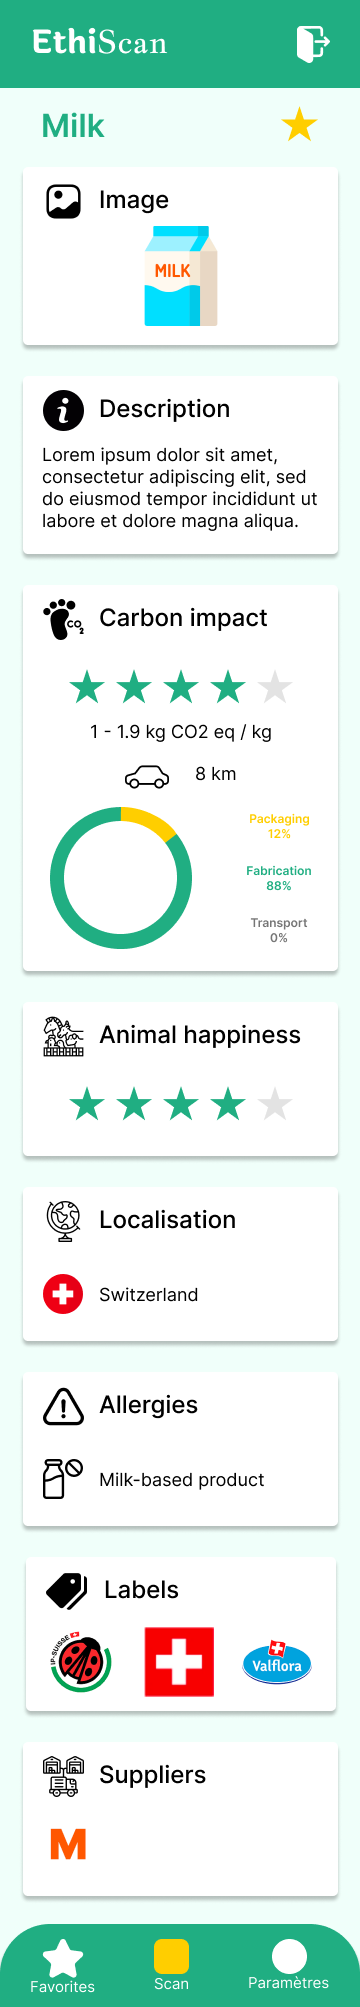 EthiScan
Milk
Image
MILK
Description
Lorem ipsum dolor sit amet,
consectetur adipiscing elit, sed
do eiusmod tempor incididunt ut
labore et dolore magna aliqua.
CO2
Carbon impact
1 - 1.9 kg CO2 eq / kg
8 km
Packaging
12%
Fabrication
88%
Transport
0%
Animal happiness
Localisation
Switzerland
Allergies
Milk-based product
Labels
IP-SUISSE
Valflora
Suppliers
M
Favorites
Scan
Paramètres